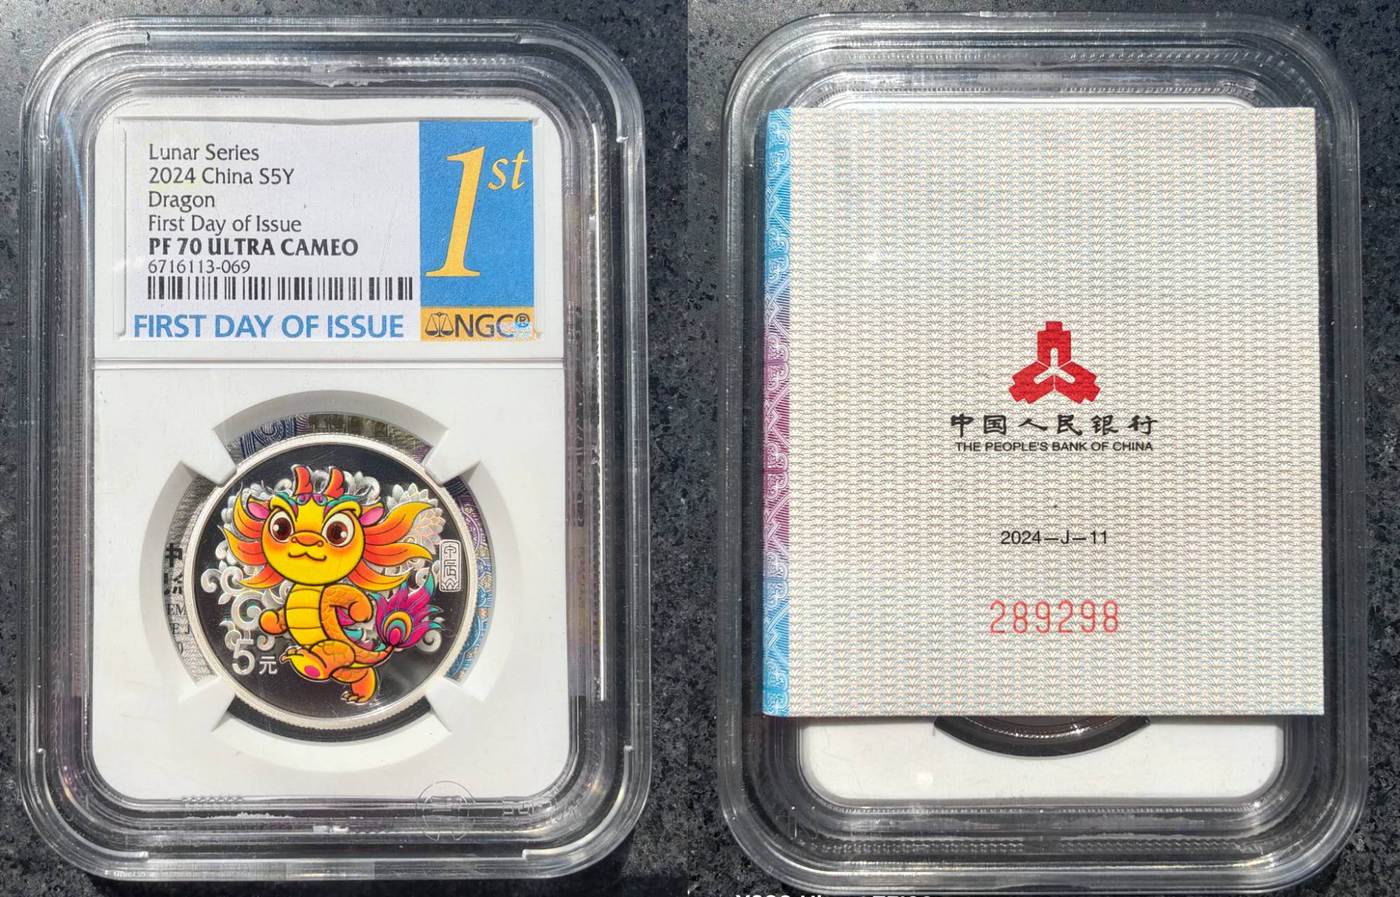 Lunar Series
2024 China S5Y
Dragon
First Day of Issue
PF 70 ULTRA CAMEO
6716113-069
FIRST DAY OF ISSUE
1st
NGC®
5元
中国人民银行
THE PEOPLE'S BANK OF CHINA
2024—J—11
289298